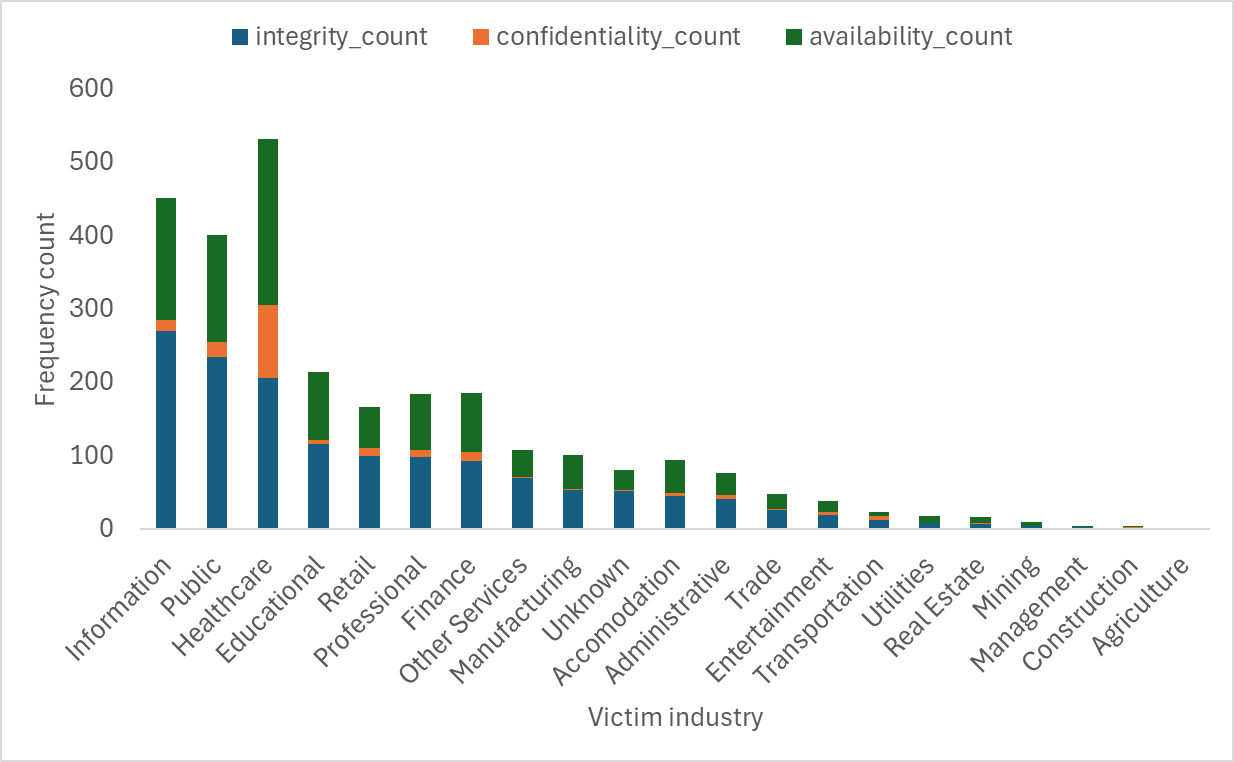 integrity_count confidentiality_count availability_count
600
500
400
300
200
100
0
Frequency count
Information
Public
Healthcare
Educational
Retail
Professional
Finance
Other Services
Manufacturing
Unknown
Accomodation
Administrative
Trade
Entertainment
Transportation
Utilities
Real Estate
Mining
Management
Construction
Agriculture
Victim industry